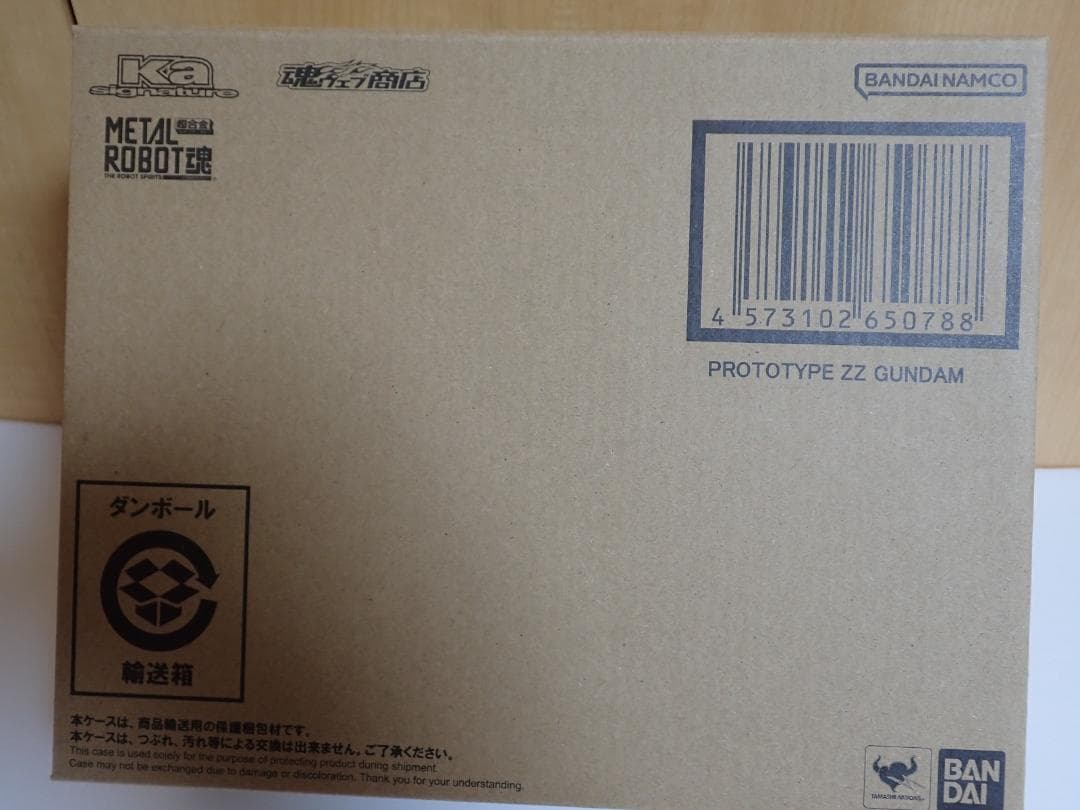 Ka
signature
魂ウェブ商店
BANDAI NAMCO
METAL 超合金
ROBOT魂
THE ROBOT SPIRITS
4 573102 650788
PROTOTYPE ZZ GUNDAM
ダンボール
輸送箱
本ケースは、商品輸送用の保護梱包材です。
本ケースは、つぶれ、汚れ等による交換は出来ません。ご了承ください。
This case is used solely for the purpose of protecting product during shipment.
Case may not be exchanged due to damage or discoloration. Thank you for your understanding.
TAMASHII NATIONS
BAN
DAI